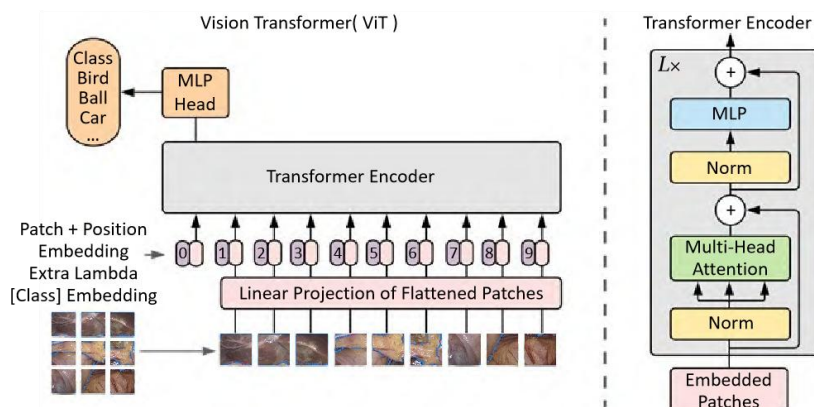 Vision Transformer( ViT )
Class
Bird
Ball
Car
...
MLP
Head
Transformer Encoder
Patch + Position
Embedding
Extra Lambda
[Class] Embedding
0 1 2 3 4 5 6 7 8 9
Linear Projection of Flattened Patches
Transformer Encoder
L×
+
MLP
Norm
+
Multi-Head
Attention
Norm
Embedded
Patches